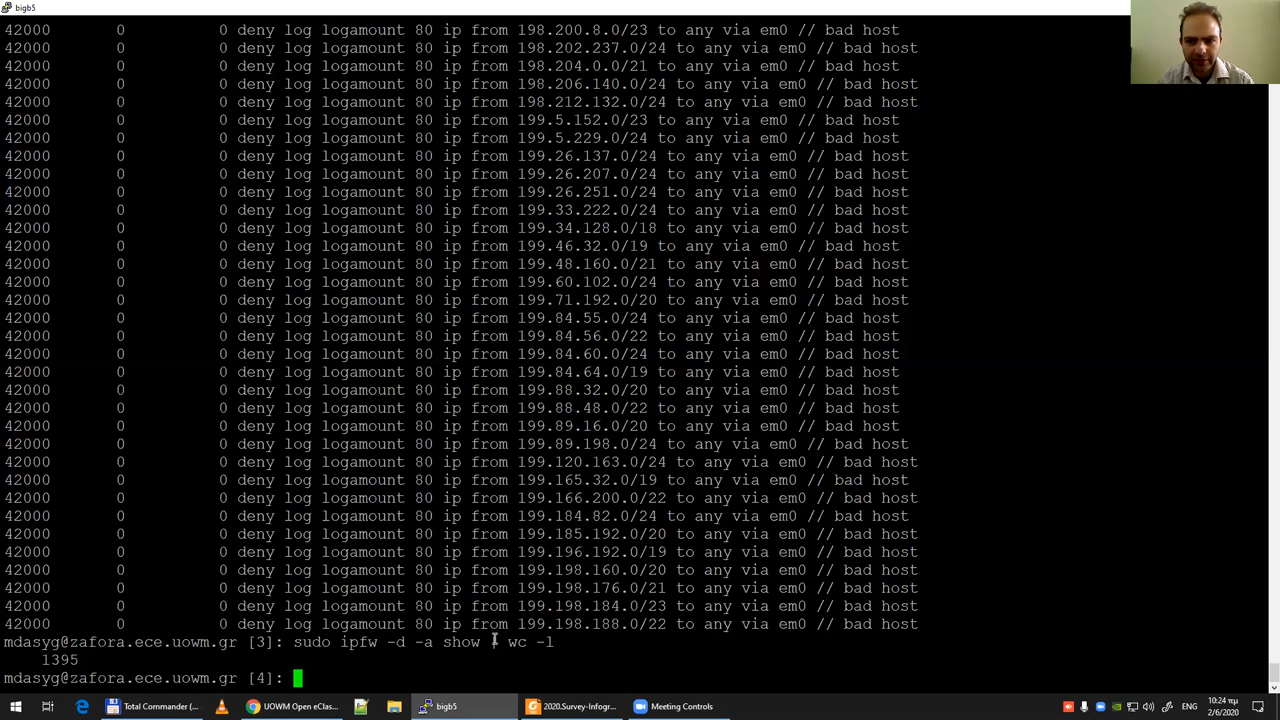 bigb5
42000 0 0 deny log logamount 80 ip from 198.200.8.0/23 to any via em0 // bad host
42000 0 0 deny log logamount 80 ip from 198.202.237.0/24 to any via em0 // bad host
42000 0 0 deny log logamount 80 ip from 198.204.0.0/21 to any via em0 // bad host
42000 0 0 deny log logamount 80 ip from 198.206.140.0/24 to any via em0 // bad host
42000 0 0 deny log logamount 80 ip from 198.212.132.0/24 to any via em0 // bad host
42000 0 0 deny log logamount 80 ip from 199.5.152.0/23 to any via em0 // bad host
42000 0 0 deny log logamount 80 ip from 199.5.229.0/24 to any via em0 // bad host
42000 0 0 deny log logamount 80 ip from 199.26.137.0/24 to any via em0 // bad host
42000 0 0 deny log logamount 80 ip from 199.26.207.0/24 to any via em0 // bad host
42000 0 0 deny log logamount 80 ip from 199.26.251.0/24 to any via em0 // bad host
42000 0 0 deny log logamount 80 ip from 199.33.222.0/24 to any via em0 // bad host
42000 0 0 deny log logamount 80 ip from 199.34.128.0/18 to any via em0 // bad host
42000 0 0 deny log logamount 80 ip from 199.46.32.0/19 to any via em0 // bad host
42000 0 0 deny log logamount 80 ip from 199.48.160.0/21 to any via em0 // bad host
42000 0 0 deny log logamount 80 ip from 199.60.102.0/24 to any via em0 // bad host
42000 0 0 deny log logamount 80 ip from 199.71.192.0/20 to any via em0 // bad host
42000 0 0 deny log logamount 80 ip from 199.84.55.0/24 to any via em0 // bad host
42000 0 0 deny log logamount 80 ip from 199.84.56.0/22 to any via em0 // bad host
42000 0 0 deny log logamount 80 ip from 199.84.60.0/24 to any via em0 // bad host
42000 0 0 deny log logamount 80 ip from 199.84.64.0/19 to any via em0 // bad host
42000 0 0 deny log logamount 80 ip from 199.88.32.0/20 to any via em0 // bad host
42000 0 0 deny log logamount 80 ip from 199.88.48.0/22 to any via em0 // bad host
42000 0 0 deny log logamount 80 ip from 199.89.16.0/20 to any via em0 // bad host
42000 0 0 deny log logamount 80 ip from 199.89.198.0/24 to any via em0 // bad host
42000 0 0 deny log logamount 80 ip from 199.120.163.0/24 to any via em0 // bad host
42000 0 0 deny log logamount 80 ip from 199.165.32.0/19 to any via em0 // bad host
42000 0 0 deny log logamount 80 ip from 199.166.200.0/22 to any via em0 // bad host
42000 0 0 deny log logamount 80 ip from 199.184.82.0/24 to any via em0 // bad host
42000 0 0 deny log logamount 80 ip from 199.185.192.0/20 to any via em0 // bad host
42000 0 0 deny log logamount 80 ip from 199.196.192.0/19 to any via em0 // bad host
42000 0 0 deny log logamount 80 ip from 199.198.160.0/20 to any via em0 // bad host
42000 0 0 deny log logamount 80 ip from 199.198.176.0/21 to any via em0 // bad host
42000 0 0 deny log logamount 80 ip from 199.198.184.0/23 to any via em0 // bad host
42000 0 0 deny log logamount 80 ip from 199.198.188.0/22 to any via em0 // bad host
mdasyg@zafora.ece.uowm.gr [3]: sudo ipfw -d -a show | wc -l
1395
mdasyg@zafora.ece.uowm.gr [4]:
Total Commander (... UOWM Open eClas... bigb5 2020.Survey-Infogr... Meeting Controls ENG 10:24 πμ
2/6/2020